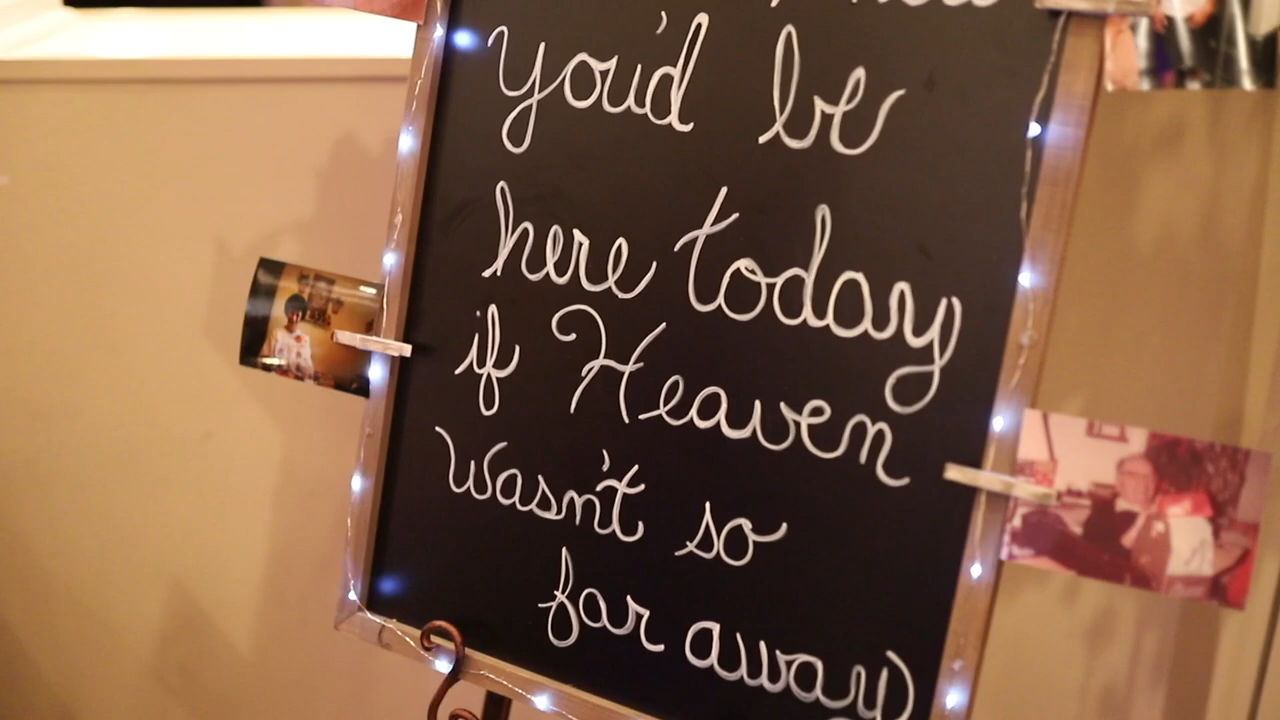 you'd be
here today
if Heaven
wasn't so
far away